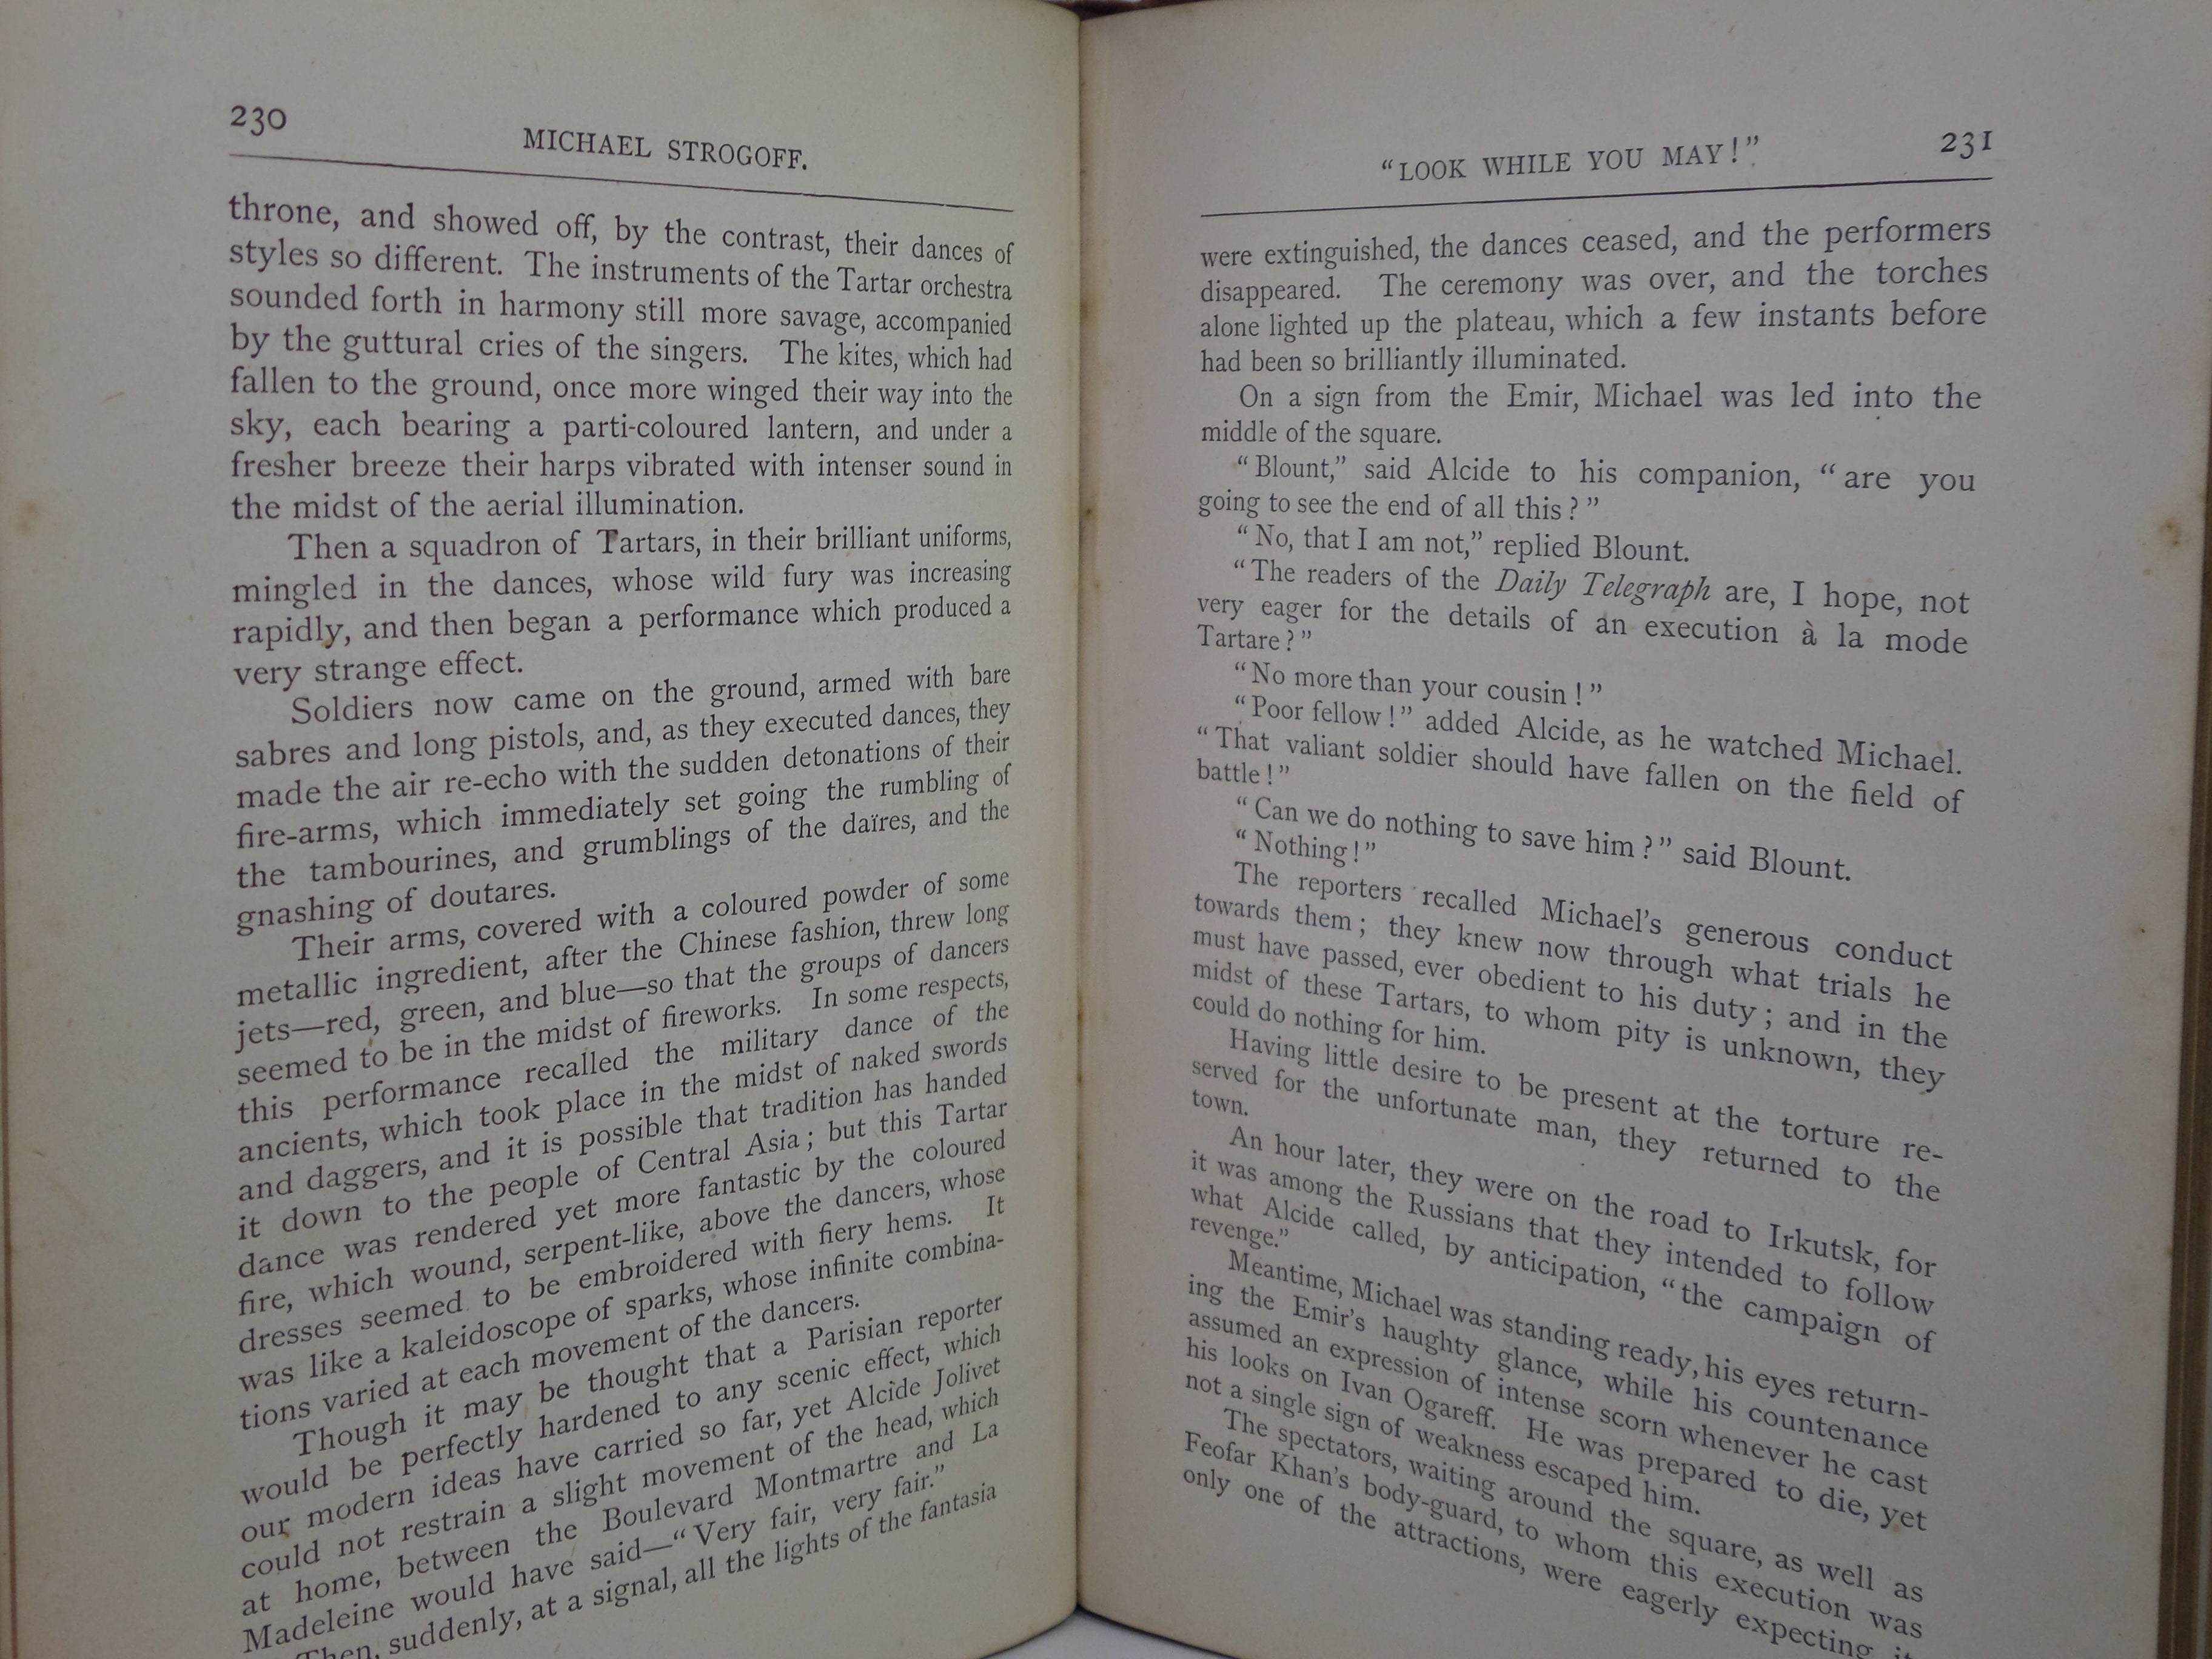 230
MICHAEL STROGOFF.
throne, and showed off, by the contrast, their dances of
styles so different. The instruments of the Tartar orchestra
sounded forth in harmony still more savage, accompanied
by the guttural cries of the singers. The kites, which had
fallen to the ground, once more winged their way into the
sky, each bearing a parti-coloured lantern, and under a
fresher breeze their harps vibrated with intenser sound in
the midst of the aerial illumination.
Then a squadron of Tartars, in their brilliant uniforms,
mingled in the dances, whose wild fury was increasing
rapidly, and then began a performance which produced a
very strange effect.
Soldiers now came on the ground, armed with bare
sabres and long pistols, and, as they executed dances, they
made the air re-echo with the sudden detonations of their
fire-arms, which immediately set going the rumbling of
the tambourines, and grumblings of the daïres, and the
gnashing of doutares.
Their arms, covered with a coloured powder of some
metallic ingredient, after the Chinese fashion, threw long
jets—red, green, and blue—so that the groups of dancers
seemed to be in the midst of fireworks. In some respects,
this performance recalled the military dance of the
ancients, which took place in the midst of naked swords
and daggers, and it is possible that tradition has handed
it down to the people of Central Asia; but this Tartar
dance was rendered yet more fantastic by the coloured
fire, which wound, serpent-like, above the dancers, whose
dresses seemed to be embroidered with fiery hems. It
was like a kaleidoscope of sparks, whose infinite combina-
tions varied at each movement of the dancers.
Though it may be thought that a Parisian reporter
would be perfectly hardened to any scenic effect, which
our modern ideas have carried so far, yet Alcide Jolivet
could not restrain a slight movement of the head, which
at home, between the Boulevard Montmartre and La
Madeleine would have said—“Very fair, very fair.”
Then, suddenly, at a signal, all the lights of the fantasia
“LOOK WHILE YOU MAY!”
231
were extinguished, the dances ceased, and the performers
disappeared. The ceremony was over, and the torches
alone lighted up the plateau, which a few instants before
had been so brilliantly illuminated.
On a sign from the Emir, Michael was led into the
middle of the square.
“Blount,” said Alcide to his companion, “are you
going to see the end of all this?”
“No, that I am not,” replied Blount.
“The readers of the Daily Telegraph are, I hope, not
very eager for the details of an execution à la mode
Tartare?”
“No more than your cousin!”
“Poor fellow!” added Alcide, as he watched Michael.
“That valiant soldier should have fallen on the field of
battle!”
“Can we do nothing to save him?” said Blount.
“Nothing!”
The reporters recalled Michael’s generous conduct
towards them; they knew now through what trials he
must have passed, ever obedient to his duty; and in the
midst of these Tartars, to whom pity is unknown, they
could do nothing for him.
Having little desire to be present at the torture re-
served for the unfortunate man, they returned to the
town.
An hour later, they were on the road to Irkutsk, for
it was among the Russians that they intended to follow
what Alcide called, by anticipation, “the campaign of
revenge.”
Meantime, Michael was standing ready, his eyes return-
ing the Emir’s haughty glance, while his countenance
assumed an expression of intense scorn whenever he cast
his looks on Ivan Ogareff. He was prepared to die, yet
not a single sign of weakness escaped him.
The spectators, waiting around the square, as well as
Feofar Khan’s body-guard, to whom this execution was
only one of the attractions, were eagerly expecting